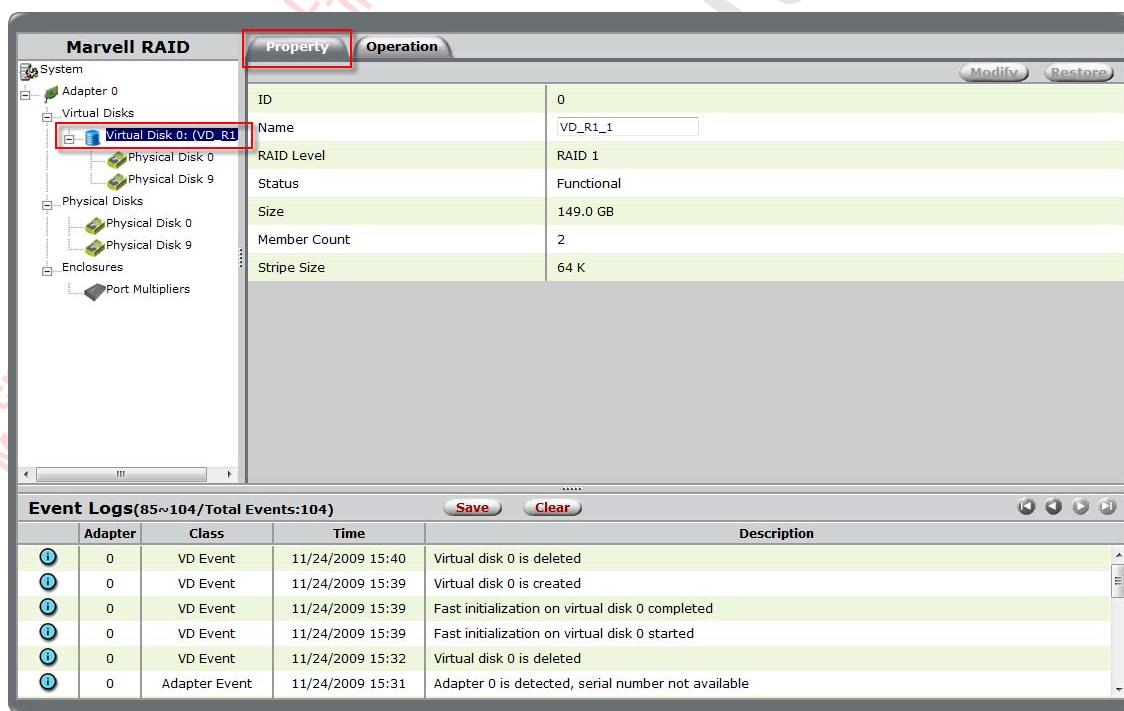 Marvell RAID
Property Operation
System
Modify Restore
Adapter 0
Virtual Disks
Virtual Disk 0: (VD_R1
Physical Disk 0
Physical Disk 9
Physical Disks
Physical Disk 0
Physical Disk 9
Enclosures
Port Multipliers
ID 0
Name VD_R1_1
RAID Level RAID 1
Status Functional
Size 149.0 GB
Member Count 2
Stripe Size 64 K
Event Logs(85~104/Total Events:104) Save Clear
Adapter Class Time Description
0 VD Event 11/24/2009 15:40 Virtual disk 0 is deleted
0 VD Event 11/24/2009 15:39 Virtual disk 0 is created
0 VD Event 11/24/2009 15:39 Fast initialization on virtual disk 0 completed
0 VD Event 11/24/2009 15:39 Fast initialization on virtual disk 0 started
0 VD Event 11/24/2009 15:32 Virtual disk 0 is deleted
0 Adapter Event 11/24/2009 15:31 Adapter 0 is detected, serial number not available